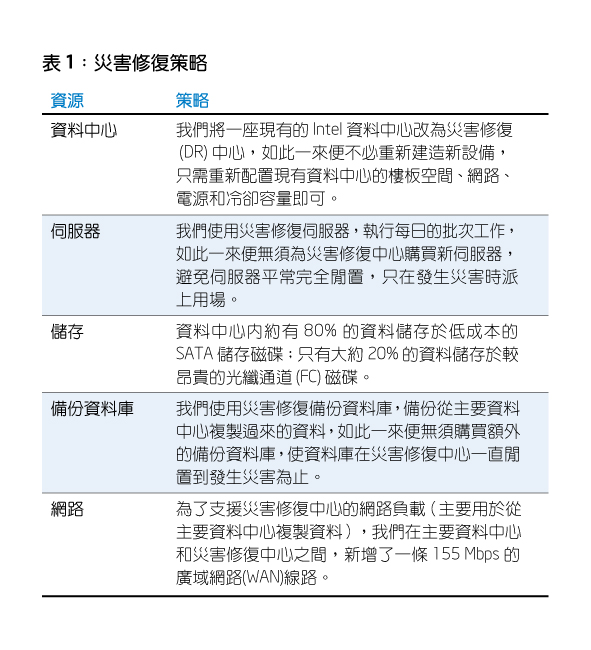 表 1：災害修復策略
資源 策略
資料中心 我們將一座現有的 Intel 資料中心改為災害修復
(DR) 中心，如此一來便不必重新建造新設備，
只需重新配置現有資料中心的樓板空間、網路、
電源和冷卻容量即可。
伺服器 我們使用災害修復伺服器，執行每日的批次工作，
如此一來便無須為災害修復中心購買新伺服器，
避免伺服器平常完全閒置，只在發生災害時派
上用場。
儲存 資料中心內約有 80% 的資料儲存於低成本的
SATA 儲存磁碟；只有大約 20% 的資料儲存於較
昂貴的光纖通道 (FC) 磁碟。
備份資料庫 我們使用災害修復備份資料庫，備份從主要資料
中心複製過來的資料，如此一來便無須購買額外
的備份資料庫，使資料庫在災害修復中心一直閒
置到發生災害為止。
網路 為了支援災害修復中心的網路負載（主要用於從
主要資料中心複製資料），我們在主要資料中心
和災害修復中心之間，新增了一條 155 Mbps 的
廣域網路(WAN)線路。